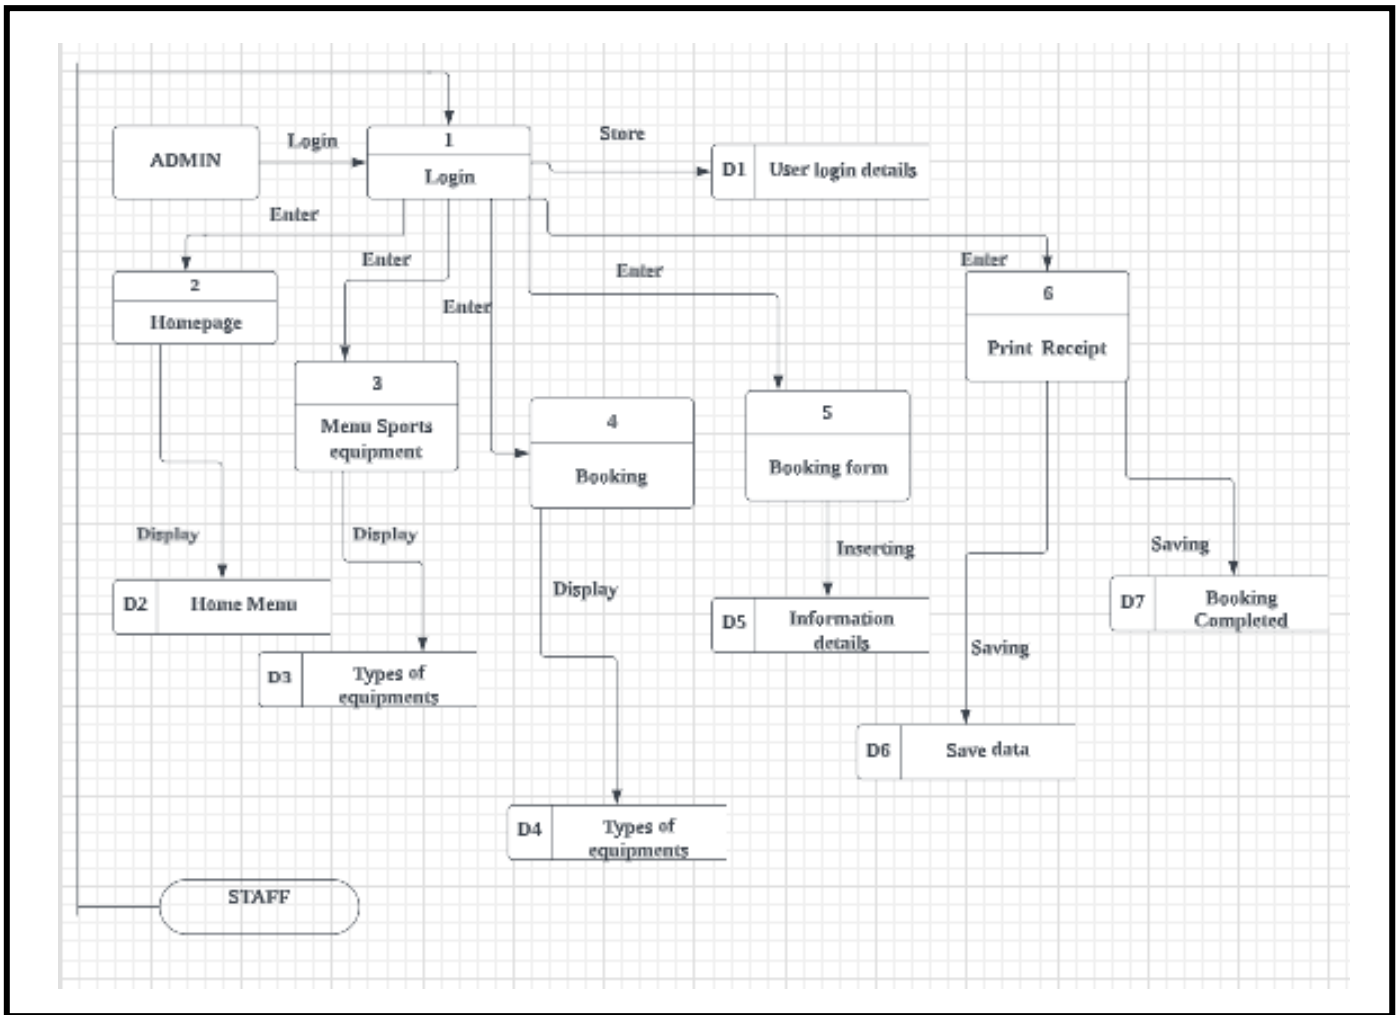 Store
Login
1
ADMIN
Login
D1 User login details
Enter
Enter
Enter
Enter
Enter
2
Homepage
6
Print Receipt
3
Menu Sports
equipment
4
Booking
5
Booking form
Display
Display
Inserting
Saving
Display
D2 Home Menu
D5 Information
details
D7 Booking
Completed
Saving
D3 Types of
equipments
D6 Save data
D4 Types of
equipments
STAFF